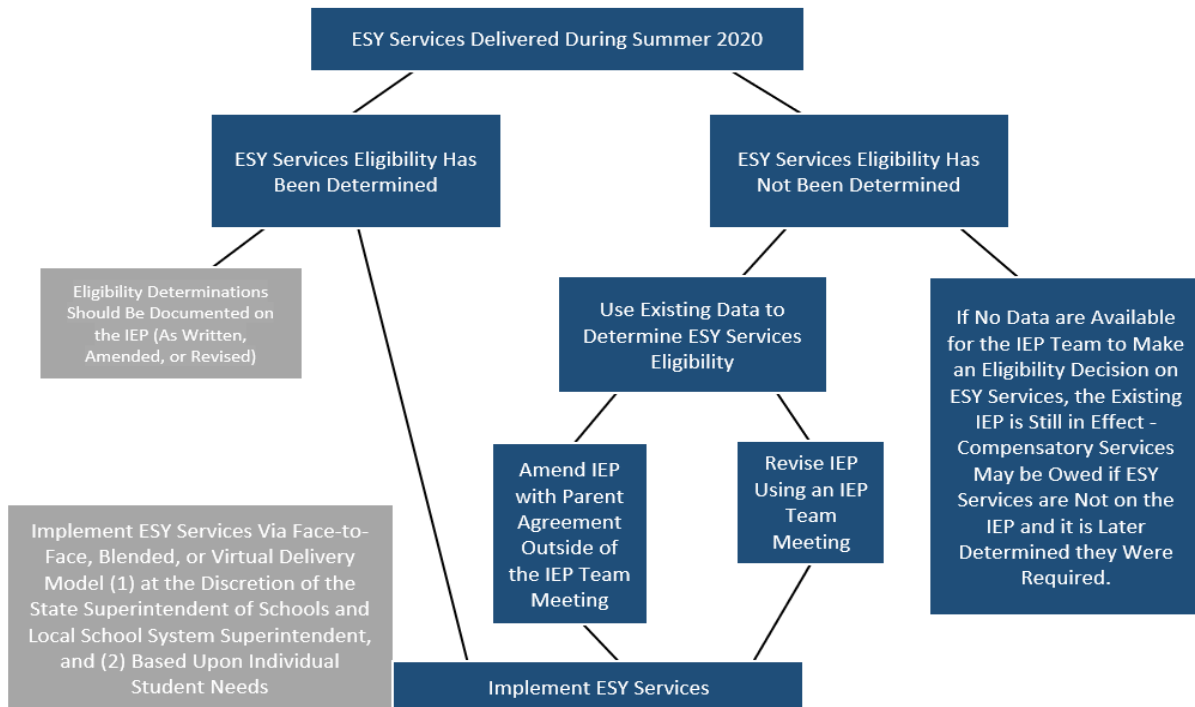 ESY Services Delivered During Summer 2020
ESY Services Eligibility Has
Been Determined
ESY Services Eligibility Has
Not Been Determined
Eligibility Determinations
Should Be Documented on
the IEP (As Written,
Amended, or Revised)
Use Existing Data to
Determine ESY Services
Eligibility
If No Data are Available
for the IEP Team to Make
an Eligibility Decision on
ESY Services, the Existing
IEP is Still in Effect -
Compensatory Services
May be Owed if ESY
Services are Not on the
IEP and it is Later
Determined they Were
Required.
Amend IEP
with Parent
Agreement
Outside of
the IEP Team
Meeting
Revise IEP
Using an IEP
Team
Meeting
Implement ESY Services Via Face-to-
Face, Blended, or Virtual Delivery
Model (1) at the Discretion of the
State Superintendent of Schools and
Local School System Superintendent,
and (2) Based Upon Individual
Student Needs
Implement ESY Services